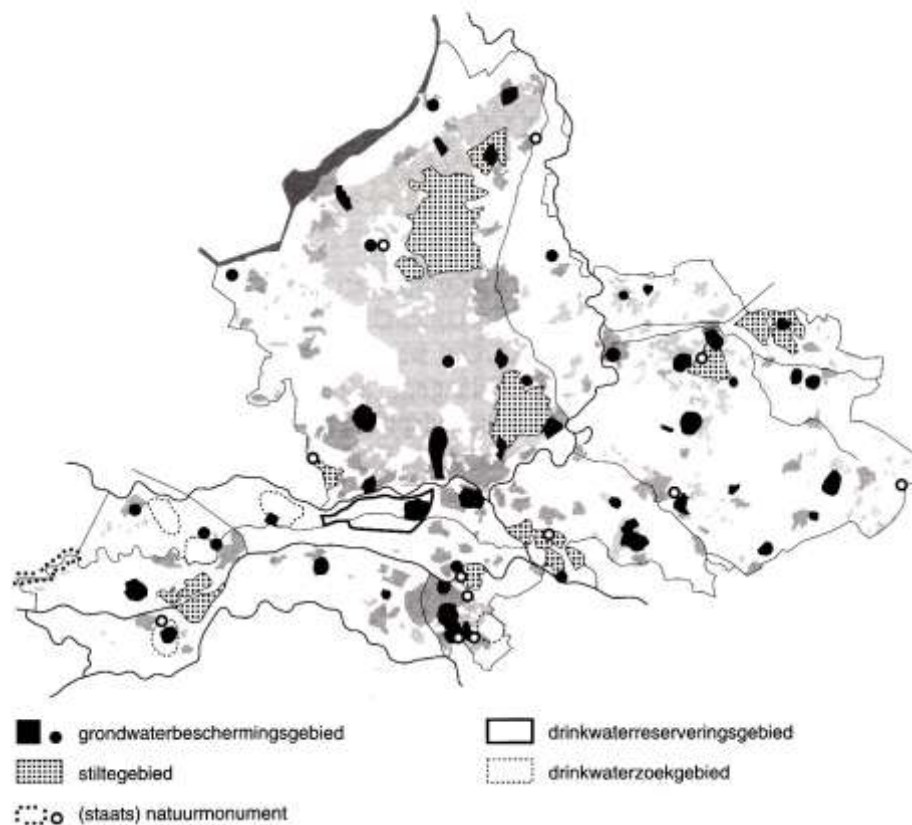 grondwaterbeschermingsgebied
stiltegebied
(staats) natuurmonument
drinkwaterreserveringsgebied
drinkwaterzoekgebied